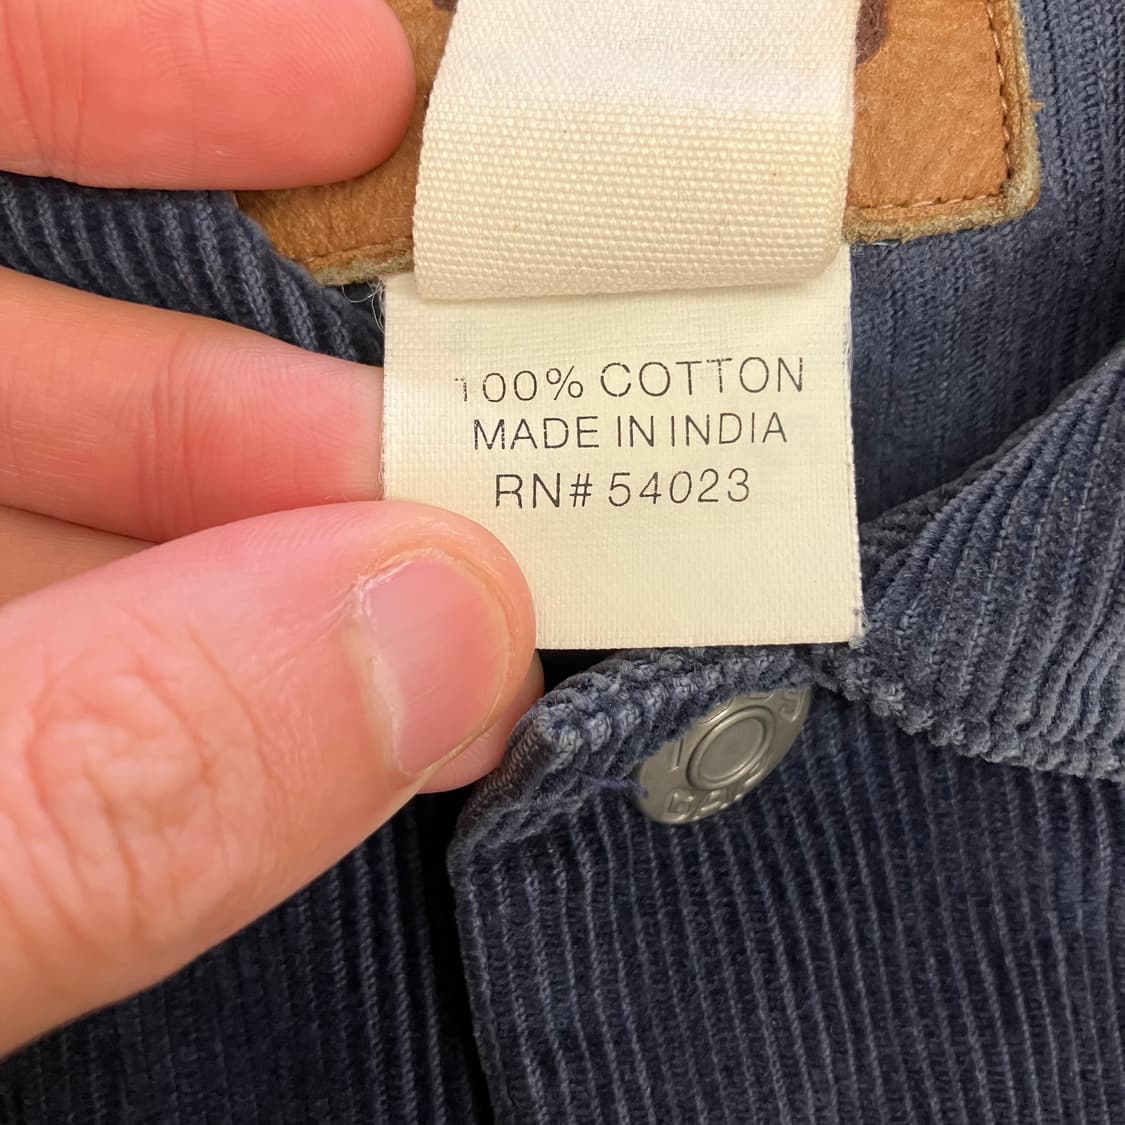 100% COTTON
MADE IN INDIA
RN# 54023